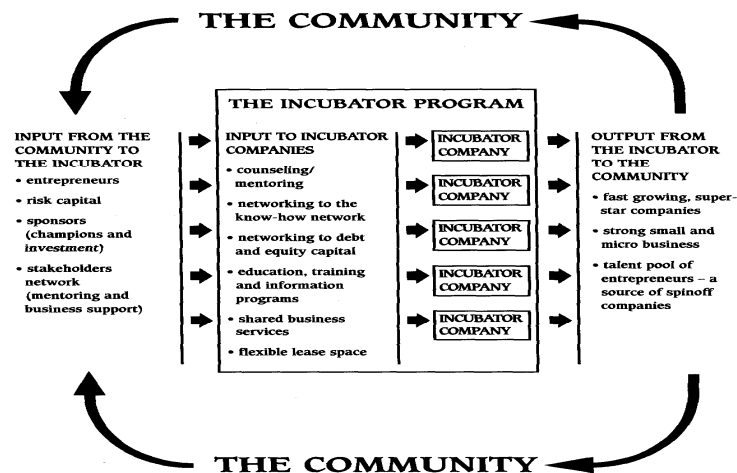 THE COMMUNITY
THE INCUBATOR PROGRAM
INPUT FROM THE
COMMUNITY TO
THE INCUBATOR
• entrepreneurs
• risk capital
• sponsors
(champions and
investment)
• stakeholders
network
(mentoring and
business support)
INPUT TO INCUBATOR
COMPANIES
• counseling/
mentoring
• networking to the
know-how network
• networking to debt
and equity capital
• education, training
and information
programs
• shared business
services
• flexible lease space
INCUBATOR
COMPANY
INCUBATOR
COMPANY
INCUBATOR
COMPANY
INCUBATOR
COMPANY
INCUBATOR
COMPANY
OUTPUT FROM
THE INCUBATOR
TO THE
COMMUNITY
• fast growing, super-
star companies
• strong small and
micro business
• talent pool of
entrepreneurs – a
source of spinoff
companies
THE COMMUNITY